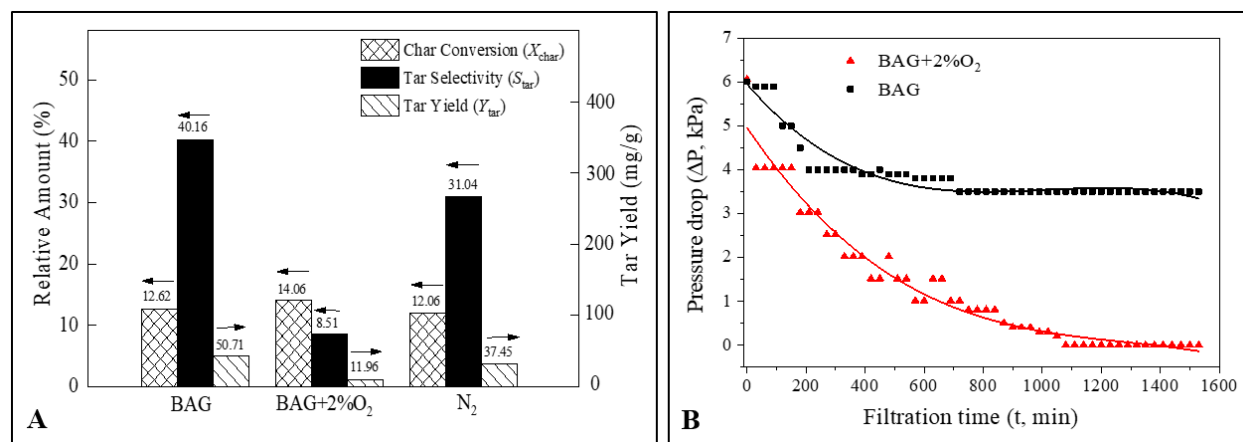 Char Conversion (Xchar)
Tar Selectivity (Star)
Tar Yield (Ytar)
Relative Amount (%)
50
40
30
20
10
0
12.62
40.16
50.71
14.06
8.51
11.96
12.06
31.04
37.45
400
300
200
100
0
Tar Yield (mg/g)
BAG
BAG+2%O2
N2
A
Pressure drop (ΔP, kPa)
7
6
5
4
3
2
1
0
BAG+2%O2
BAG
0 200 400 600 800 1000 1200 1400 1600
Filtration time (t, min)
B